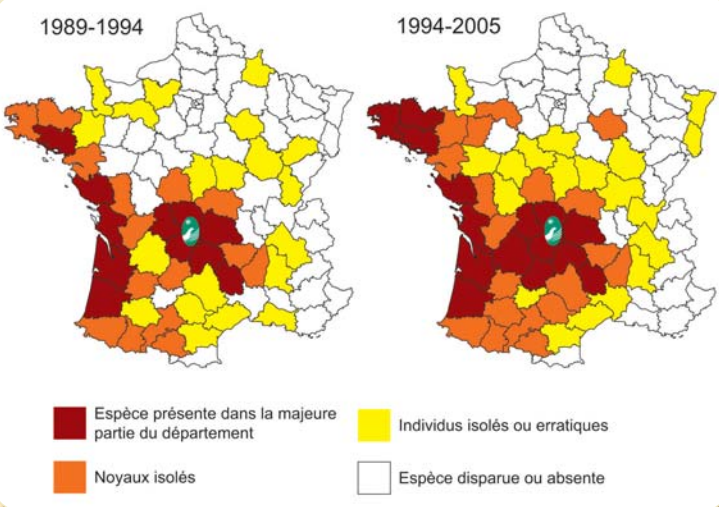 1989-1994
1994-2005
Espèce présente dans la majeure
partie du département
Individus isolés ou erratiques
Noyaux isolés
Espèce disparue ou absente